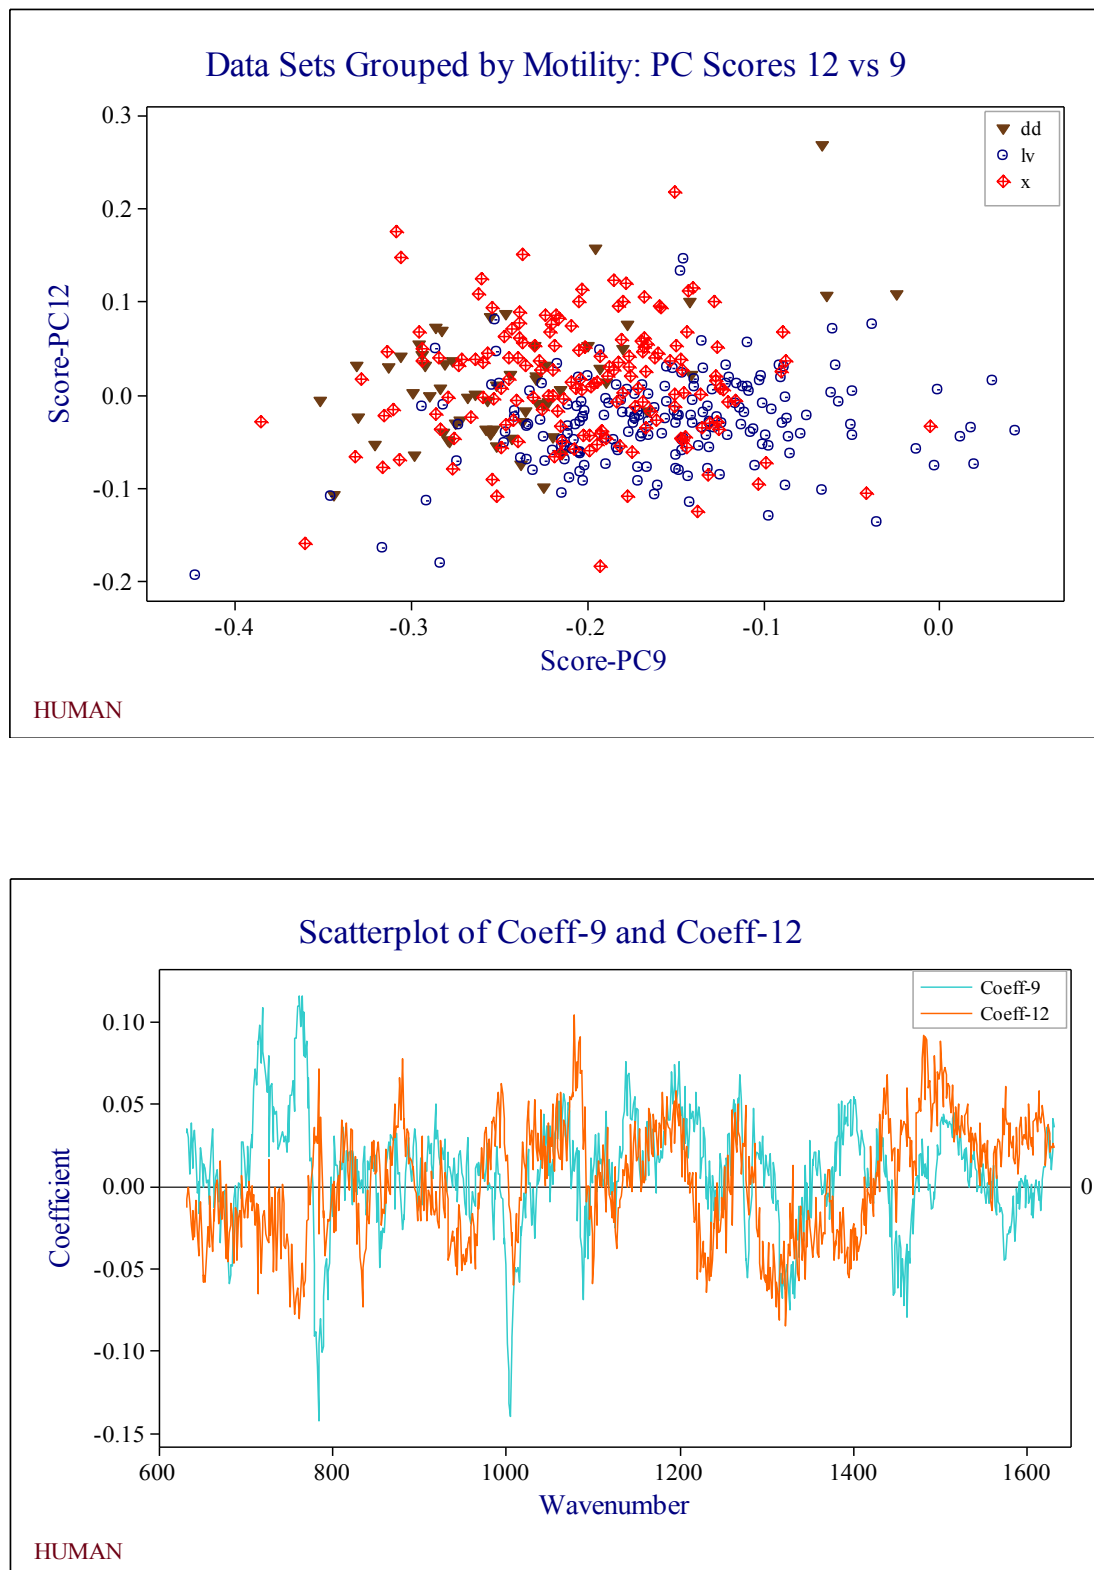 Data Sets Grouped by Motility: PC Scores 12 vs 9
0.3
dd
lv
x
0.2
0.1
0.0
-0.1
-0.2
Score-PC12
-0.4
-0.3
-0.2
-0.1
0.0
Score-PC9
HUMAN
Scatterplot of Coeff-9 and Coeff-12
Coeff-9
Coeff-12
0.10
0.05
0.00
0
-0.05
-0.10
-0.15
Coefficient
600
800
1000
1200
1400
1600
Wavenumber
HUMAN